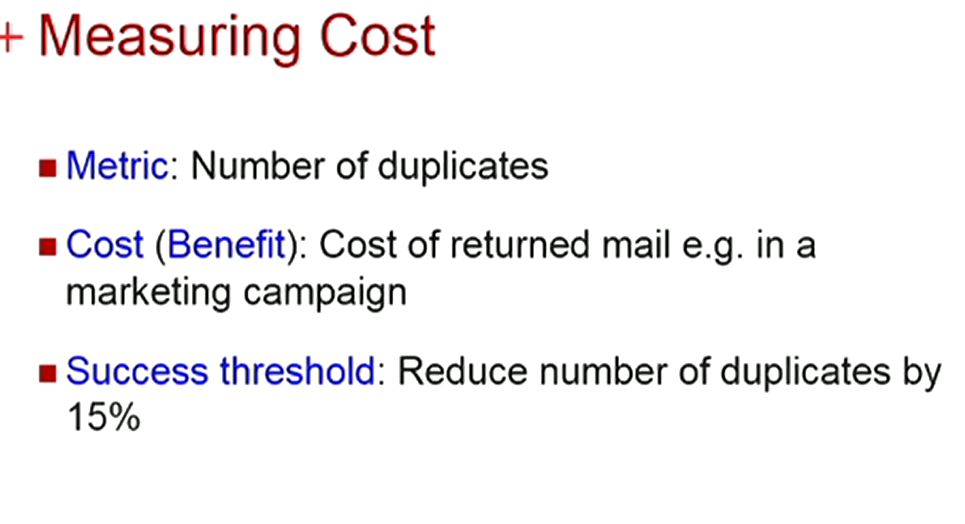 + Measuring Cost
Metric: Number of duplicates
Cost (Benefit): Cost of returned mail e.g. in a
marketing campaign
Success threshold: Reduce number of duplicates by
15%